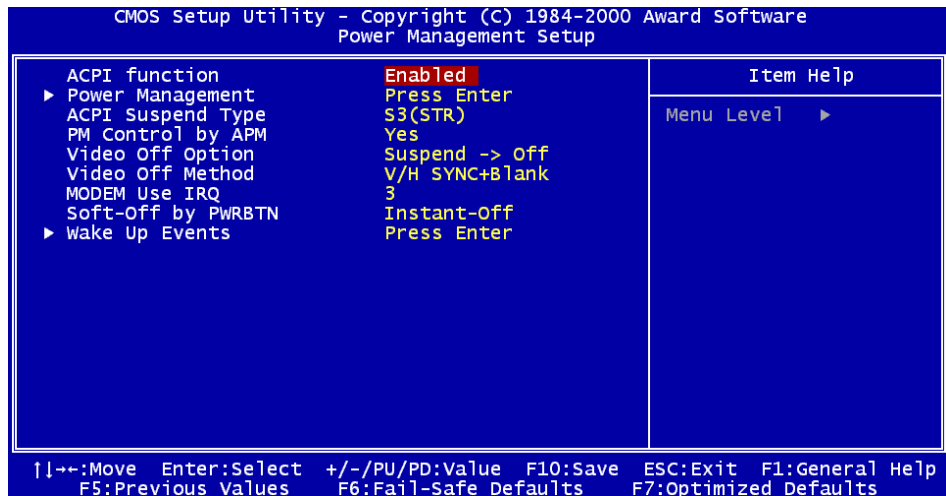 CMOS Setup Utility - Copyright (C) 1984-2000 Award Software
Power Management Setup
ACPI function Enabled
▶ Power Management Press Enter
ACPI Suspend Type S3(STR)
PM Control by APM Yes
Video Off Option Suspend -> Off
Video Off Method V/H SYNC+Blank
MODEM Use IRQ 3
Soft-Off by PWRBTN Instant-Off
▶ Wake Up Events Press Enter
Item Help
Menu Level ▶
↑↓→←:Move Enter:Select +/-/PU/PD:Value F10:Save ESC:Exit F1:General Help
F5:Previous Values F6:Fail-Safe Defaults F7:Optimized Defaults